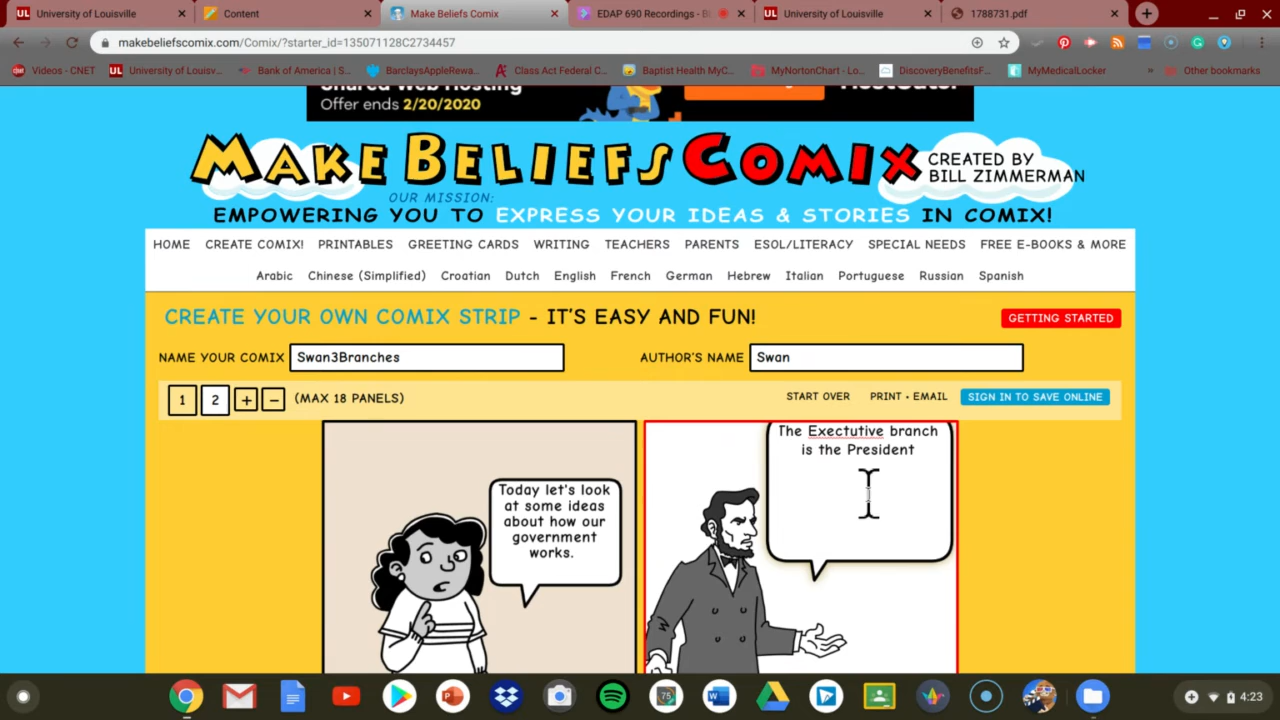 University of Louisville
Content
Make Beliefs Comix
EDAP 690 Recordings - B
University of Louisville
1788731.pdf
makebeliefscomix.com/Comix/?starter_id=135071128C2734457
Videos - CNET
University of Louisv...
Bank of America | S...
BarclaysAppleRewa...
Class Act Federal C...
Baptist Health MyC...
MyNortonChart - Lo...
DiscoveryBenefitsF...
MyMedicalLocker
»
Other bookmarks
Shared Web Hosting
Offer ends 2/20/2020
MAKE BELIEFS COMIX
CREATED BY
BILL ZIMMERMAN
OUR MISSION:
EMPOWERING YOU TO EXPRESS YOUR IDEAS & STORIES IN COMIX!
HOME CREATE COMIX! PRINTABLES GREETING CARDS WRITING TEACHERS PARENTS ESOL/LITERACY SPECIAL NEEDS FREE E-BOOKS & MORE
Arabic Chinese (Simplified) Croatian Dutch English French German Hebrew Italian Portuguese Russian Spanish
CREATE YOUR OWN COMIX STRIP - IT'S EASY AND FUN!
GETTING STARTED
NAME YOUR COMIX Swan3Branches
AUTHOR'S NAME Swan
1 2 + − (MAX 18 PANELS)
START OVER PRINT • EMAIL SIGN IN TO SAVE ONLINE
Today let's look
at some ideas
about how our
government
works.
The Exectutive branch
is the President
75
4:23